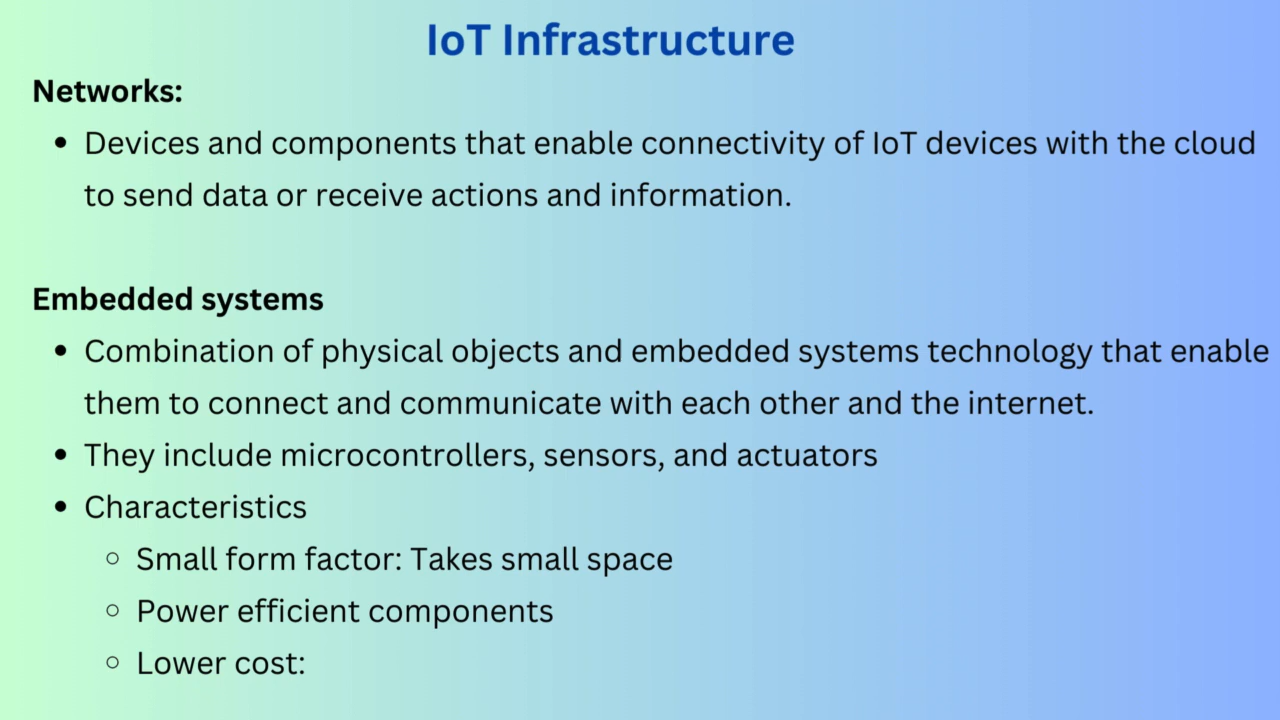 IoT Infrastructure
Networks:
• Devices and components that enable connectivity of IoT devices with the cloud
to send data or receive actions and information.
Embedded systems
• Combination of physical objects and embedded systems technology that enable
them to connect and communicate with each other and the internet.
• They include microcontrollers, sensors, and actuators
• Characteristics
○ Small form factor: Takes small space
○ Power efficient components
○ Lower cost: